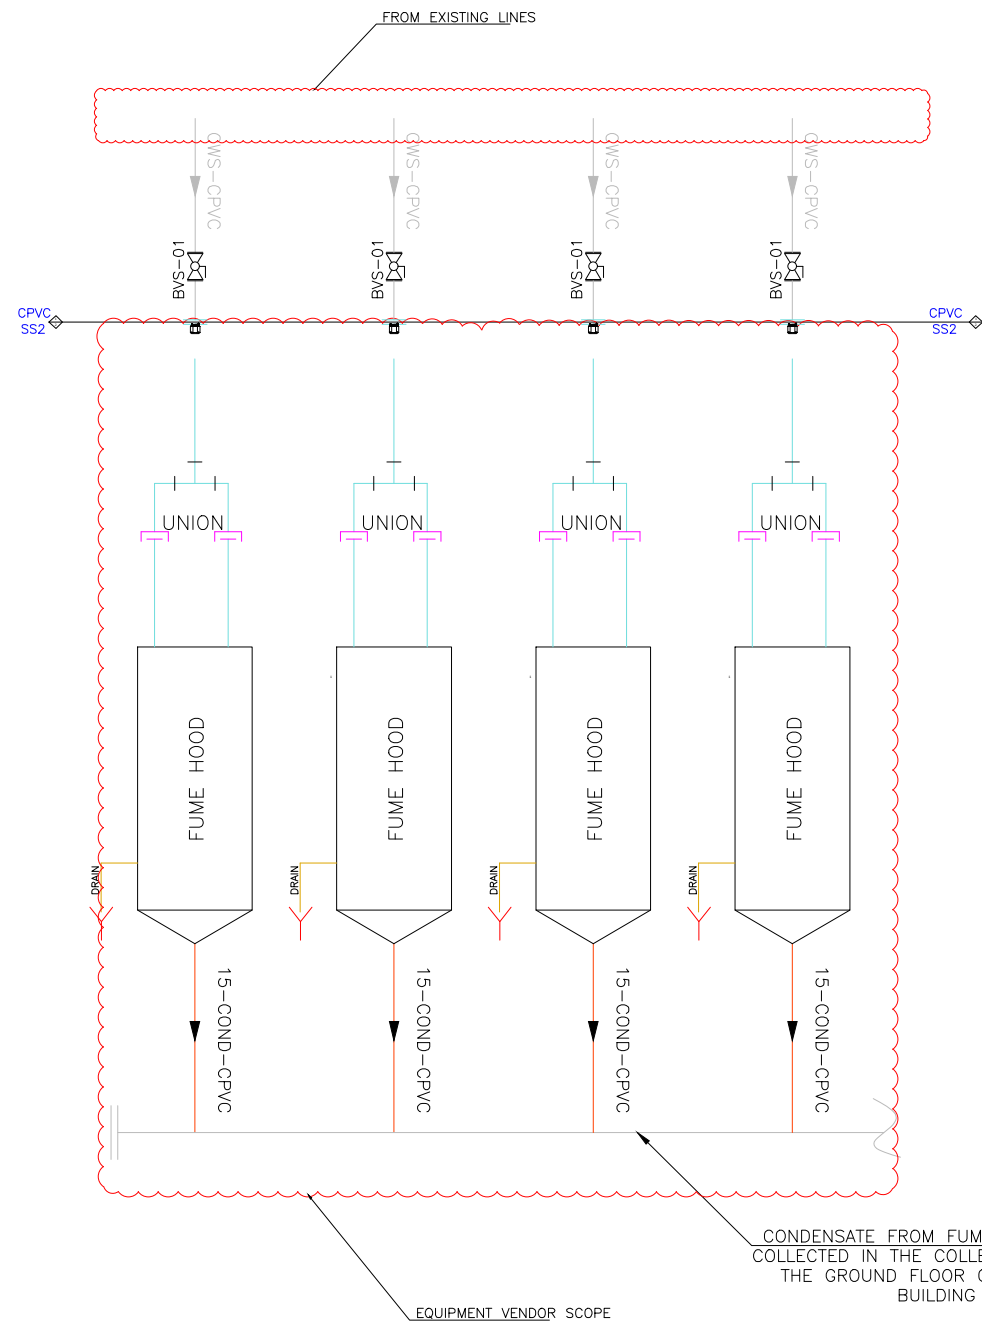 FROM EXISTING LINES
CWS-CPVC
CWS-CPVC
CWS-CPVC
CWS-CPVC
BVS-01
BVS-01
BVS-01
BVS-01
CPVC
SS2
CPVC
SS2
UNION
UNION
UNION
UNION
FUME HOOD
FUME HOOD
FUME HOOD
FUME HOOD
DRAIN
DRAIN
DRAIN
DRAIN
15-COND-CPVC
15-COND-CPVC
15-COND-CPVC
15-COND-CPVC
CONDENSATE FROM FUM
COLLECTED IN THE COLLE
THE GROUND FLOOR
BUILDING
EQUIPMENT VENDOR SCOPE